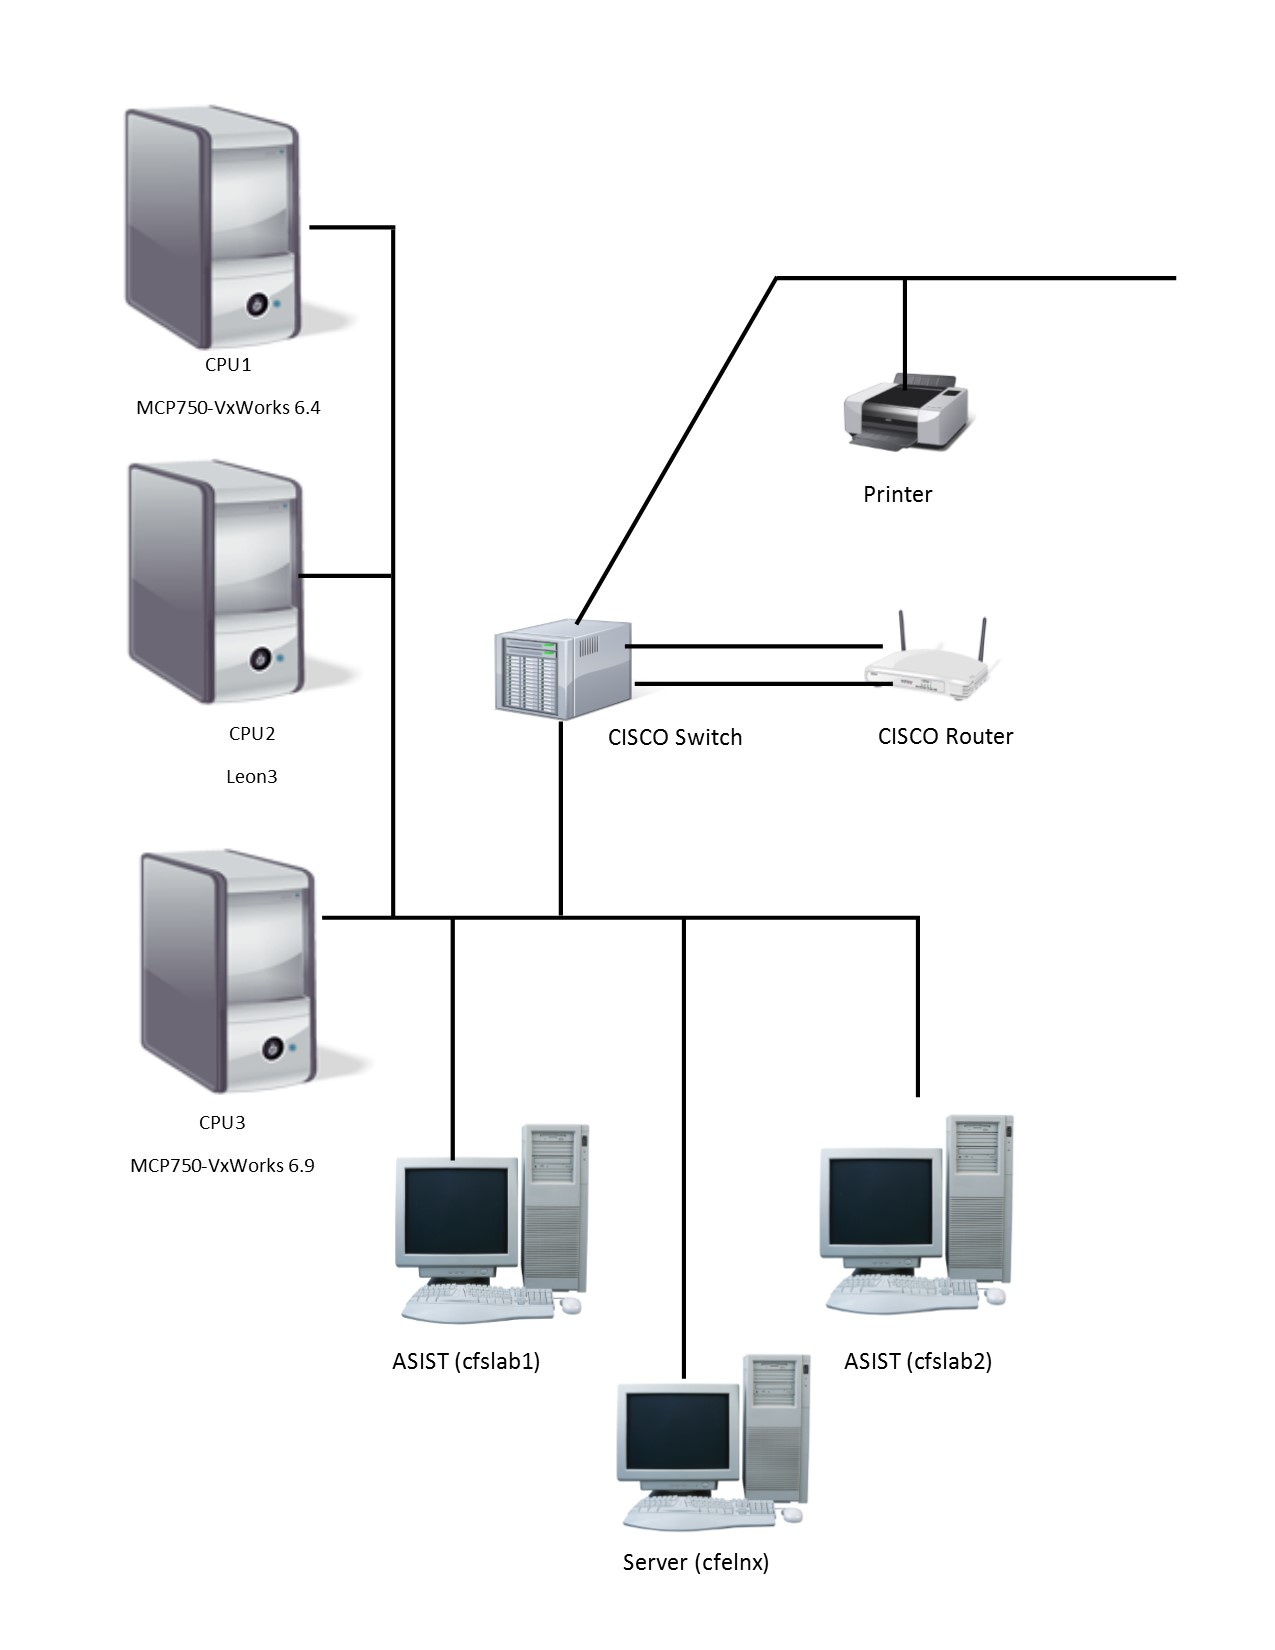 CPU1
MCP750-VxWorks 6.4
Printer
CPU2
Leon3
CISCO Switch
CISCO Router
CPU3
MCP750-VxWorks 6.9
ASIST (cfslab1)
ASIST (cfslab2)
Server (cfelnx)